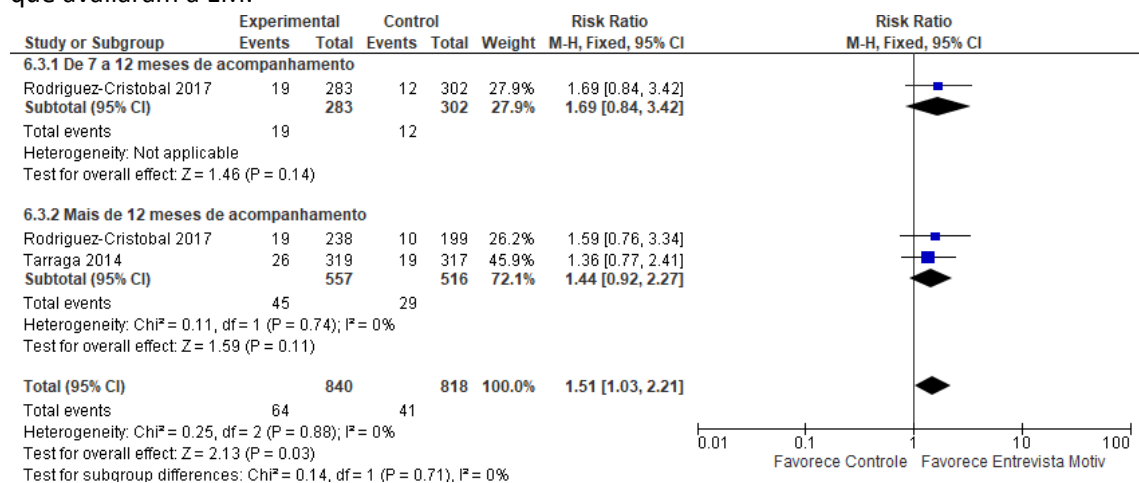 que avaliaram a EM.
Experimental Control Risk Ratio Risk Ratio
Study or Subgroup Events Total Events Total Weight M-H, Fixed, 95% CI M-H, Fixed, 95% CI
6.3.1 De 7 a 12 meses de acompanhamento
Rodriguez-Cristobal 2017 19 283 12 302 27.9% 1.69 [0.84, 3.42]
Subtotal (95% CI) 283 302 27.9% 1.69 [0.84, 3.42]
Total events 19 12
Heterogeneity: Not applicable
Test for overall effect: Z = 1.46 (P = 0.14)
6.3.2 Mais de 12 meses de acompanhamento
Rodriguez-Cristobal 2017 19 238 10 199 26.2% 1.59 [0.76, 3.34]
Tarraga 2014 26 319 19 317 45.9% 1.36 [0.77, 2.41]
Subtotal (95% CI) 557 516 72.1% 1.44 [0.92, 2.27]
Total events 45 29
Heterogeneity: Chi² = 0.11, df = 1 (P = 0.74); I² = 0%
Test for overall effect: Z = 1.59 (P = 0.11)
Total (95% CI) 840 818 100.0% 1.51 [1.03, 2.21]
Total events 64 41
Heterogeneity: Chi² = 0.25, df = 2 (P = 0.88); I² = 0%
Test for overall effect: Z = 2.13 (P = 0.03)
Test for subgroup differences: Chi² = 0.14, df = 1 (P = 0.71), I² = 0%
0.01 0.1 1 10 100
Favorece Controle Favorece Entrevista Motiv